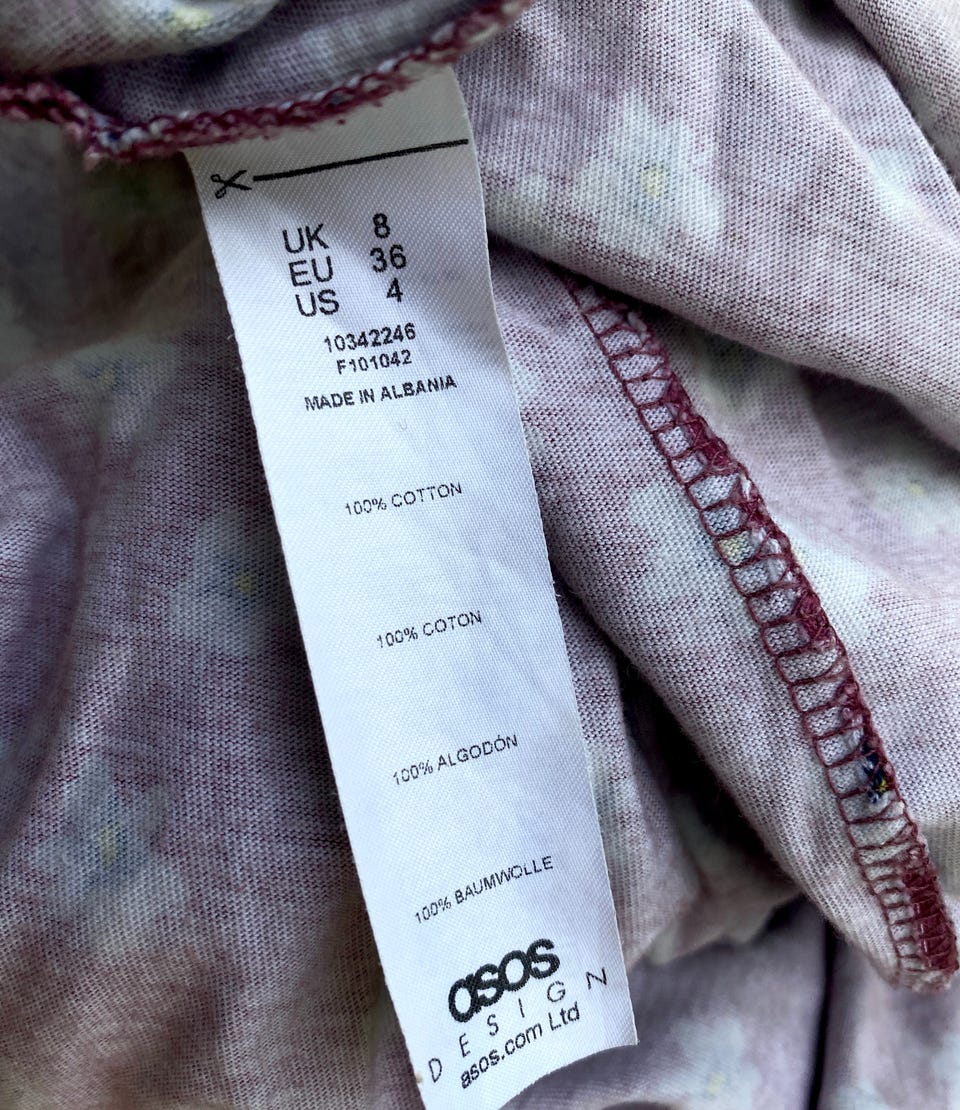 UK 8
EU 36
US 4
10342246
F101042
MADE IN ALBANIA
100% COTTON
100% COTON
100% ALGODÓN
100% BAUMWOLLE
asos
DESIGN
asos.com Ltd